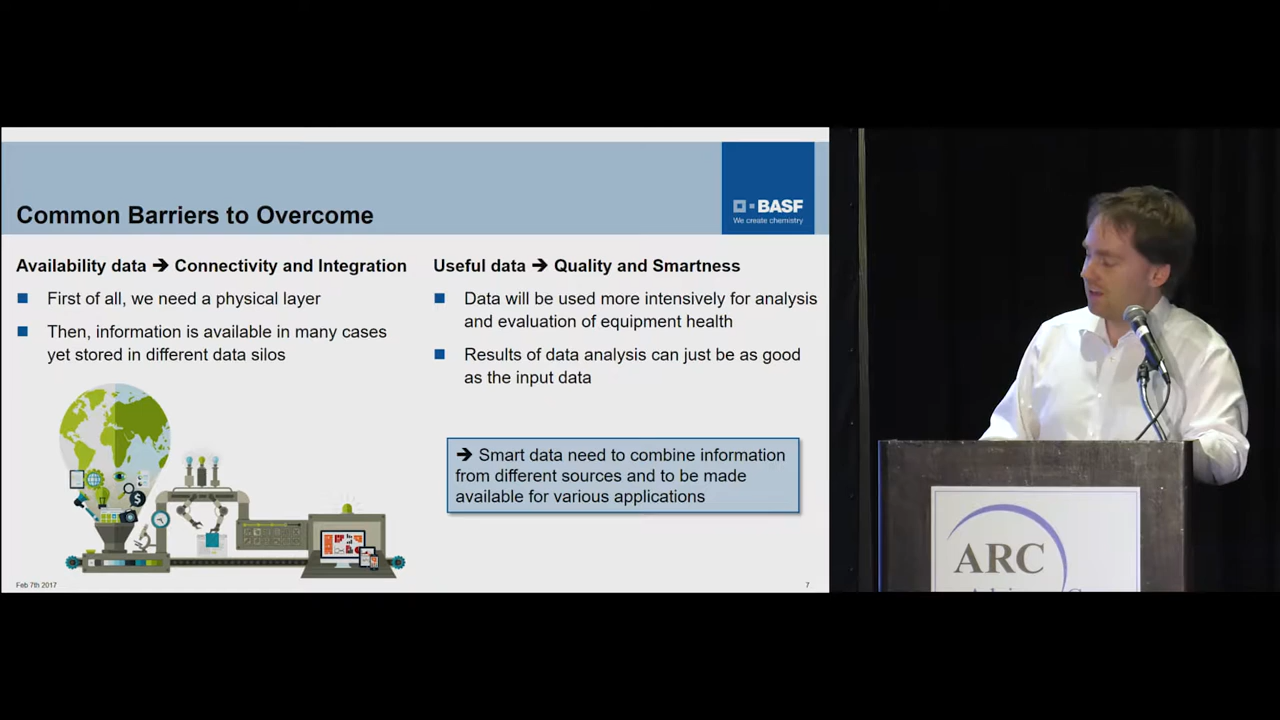 Common Barriers to Overcome
BASF
We create chemistry
Availability data ➔ Connectivity and Integration
First of all, we need a physical layer
Then, information is available in many cases
yet stored in different data silos
Useful data ➔ Quality and Smartness
Data will be used more intensively for analysis
and evaluation of equipment health
Results of data analysis can just be as good
as the input data
➔ Smart data need to combine information
from different sources and to be made
available for various applications
Feb 7th 2017
7
ARC